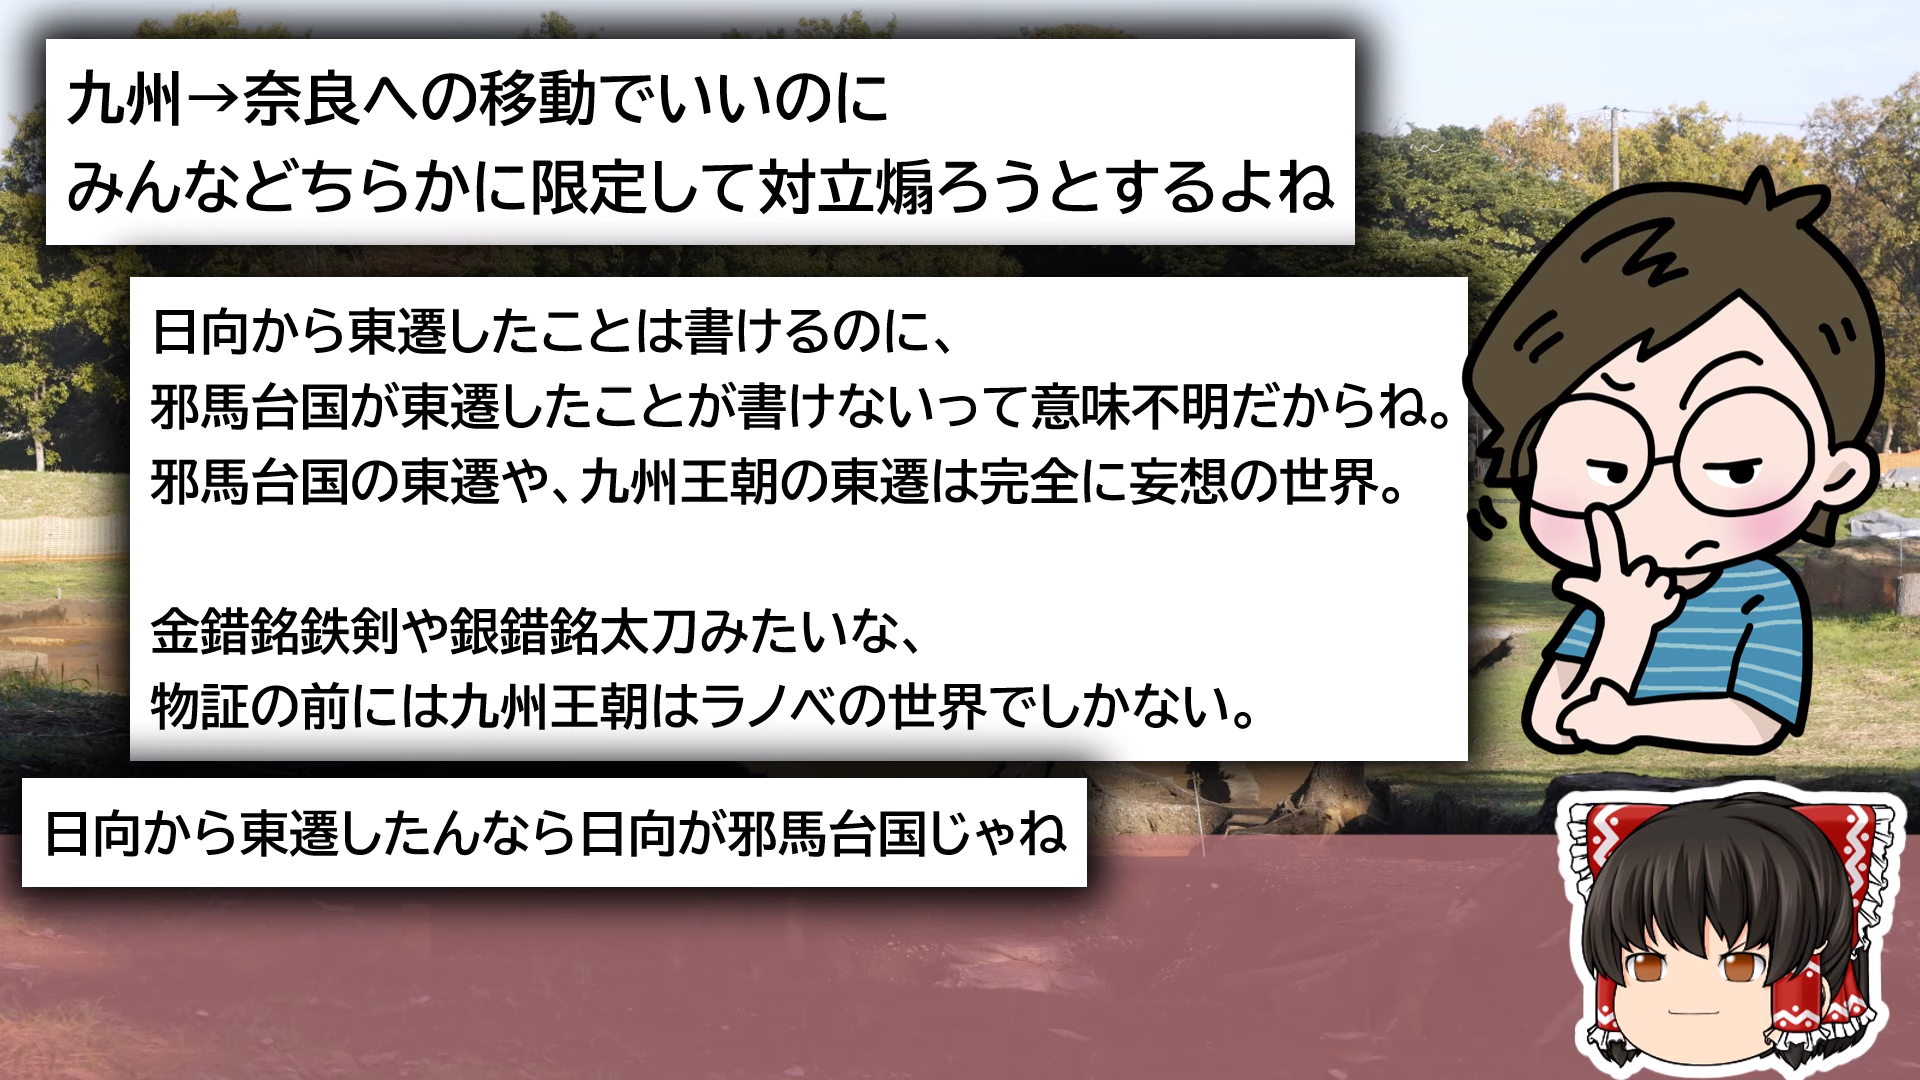 九州→奈良への移動でいいのに
みんなどちらかに限定して対立煽ろうとするよね
日向から東遷したことは書けるのに、
邪馬台国が東遷したことが書けないって意味不明だからね。
邪馬台国の東遷や、九州王朝の東遷は完全に妄想の世界。
金錯銘鉄剣や銀錯銘太刀みたいな、
物証の前には九州王朝はラノベの世界でしかない。
日向から東遷したんなら日向が邪馬台国じゃね